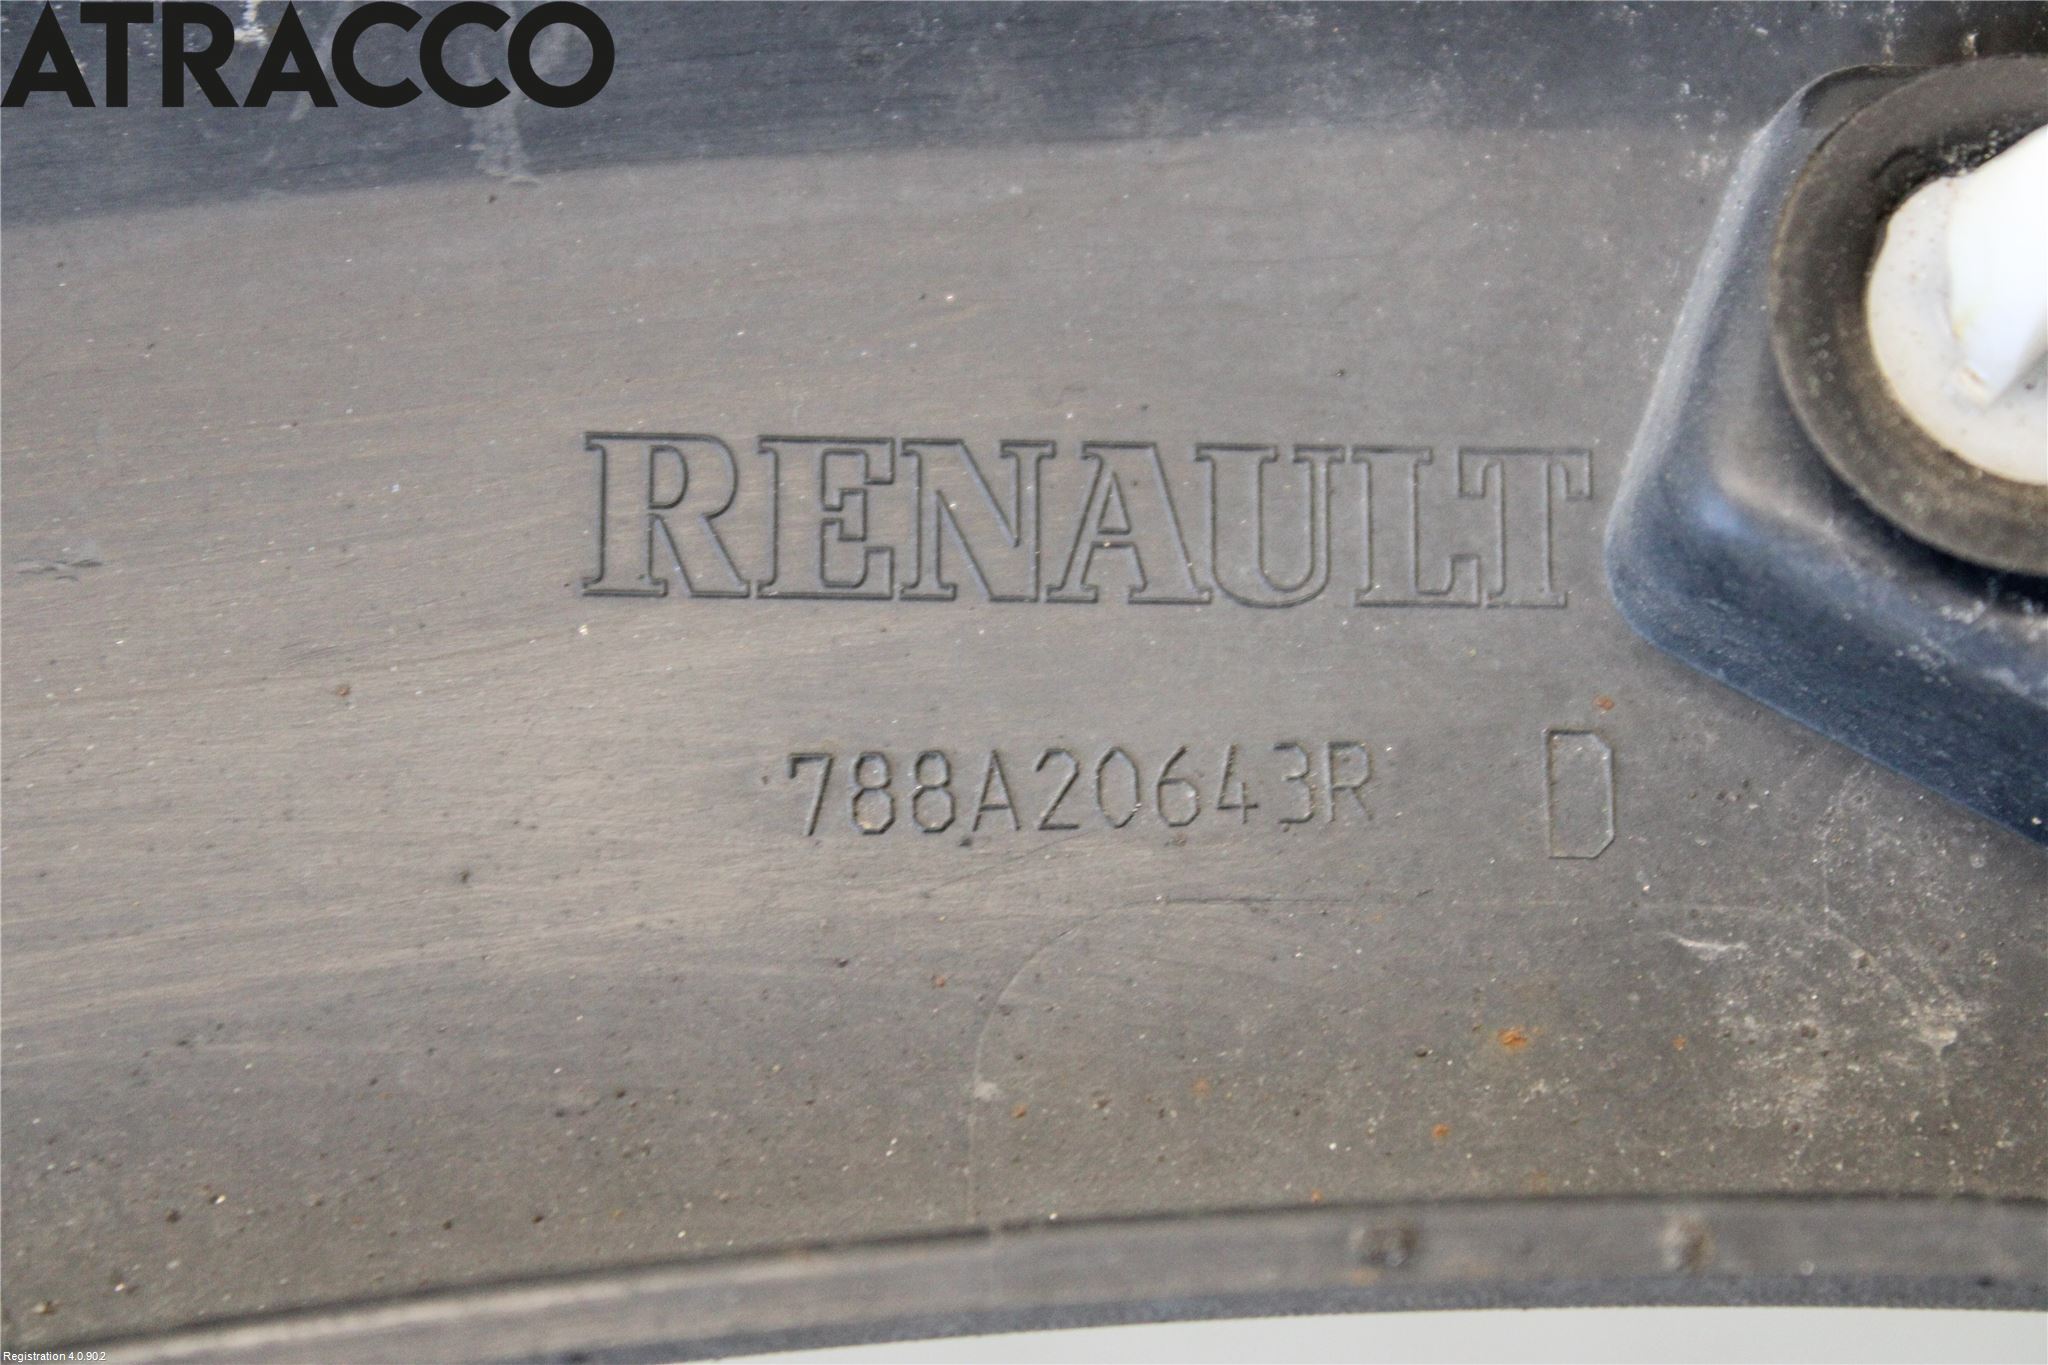 ATRACCO
RENAULT
788A20643R D
Registration 4.0.902